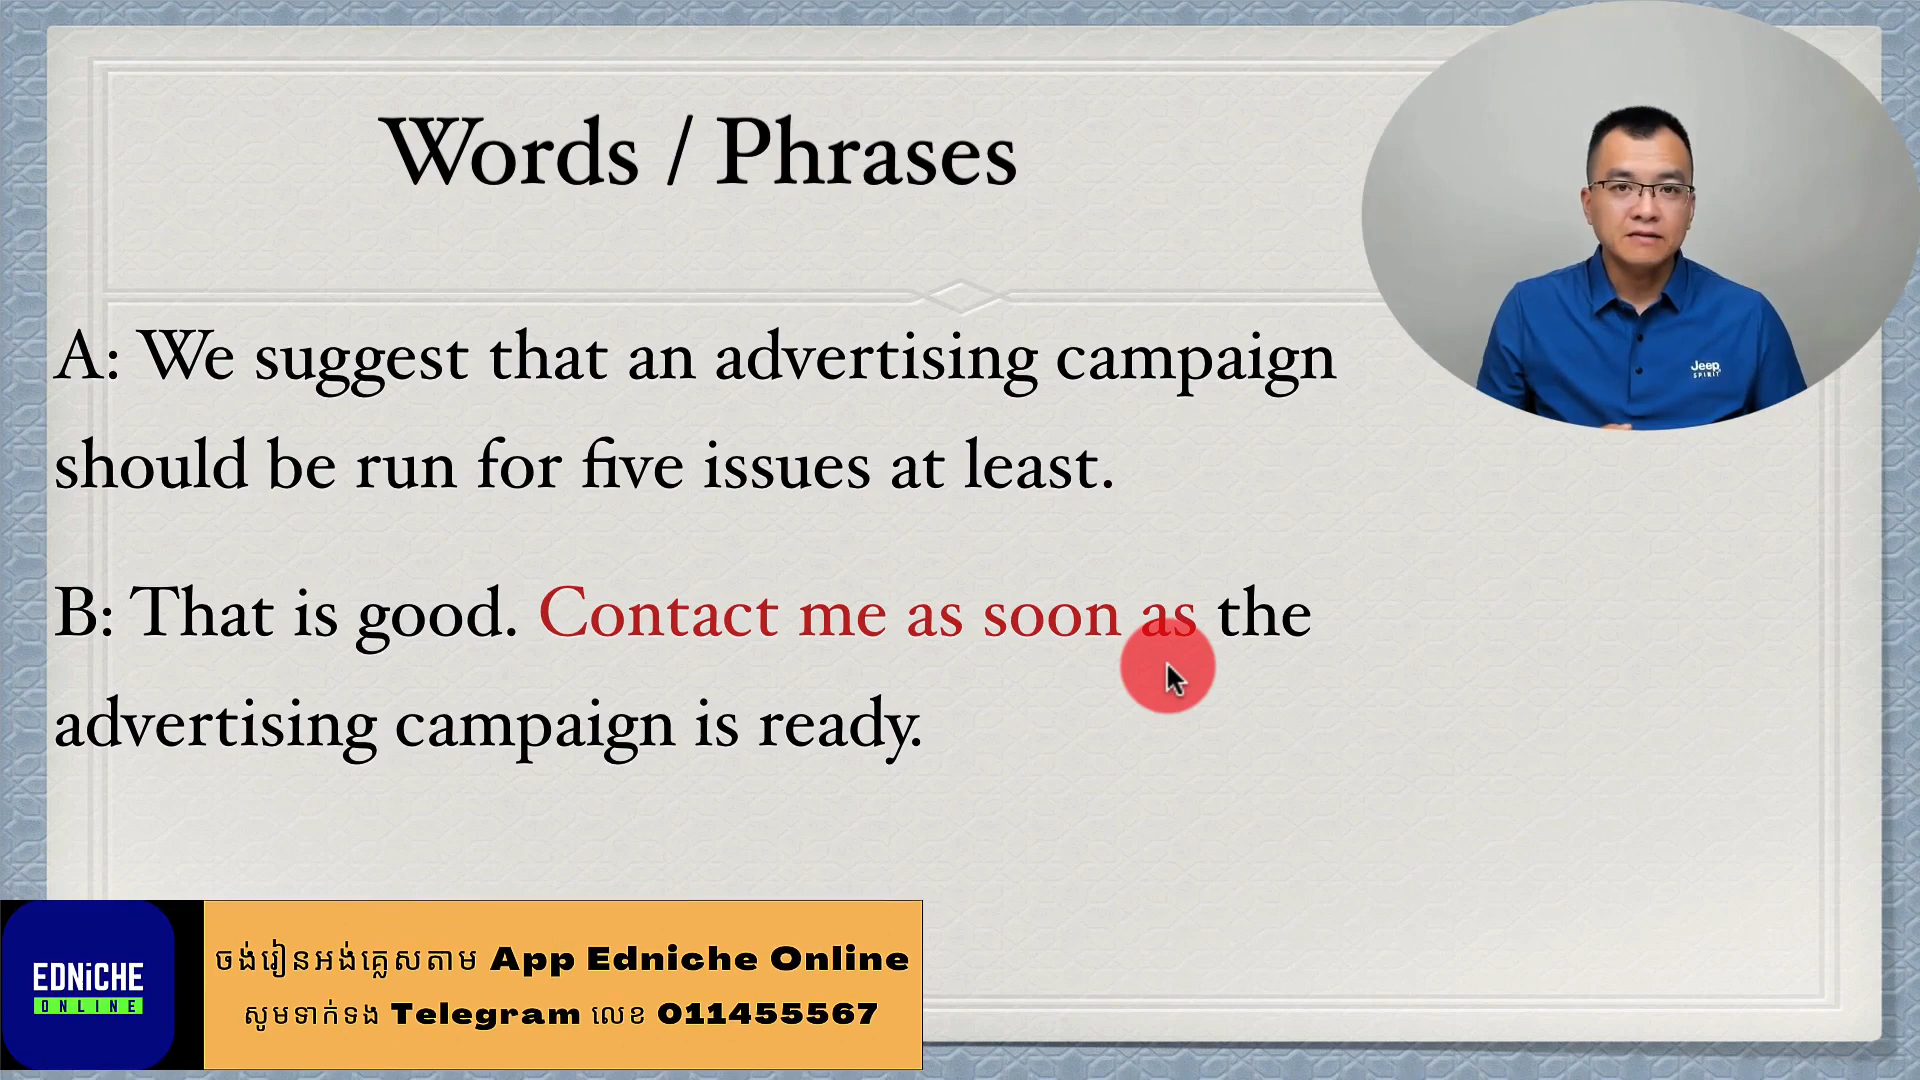 Words / Phrases
Jeep
SPIRIT
A: We suggest that an advertising campaign
should be run for five issues at least.
B: That is good. Contact me as soon as the
advertising campaign is ready.
EDNiCHE
ONLINE
ចង់រៀនអង់គ្លេសតាម App Edniche Online
សូមទាក់ទង Telegram លេខ 011455567